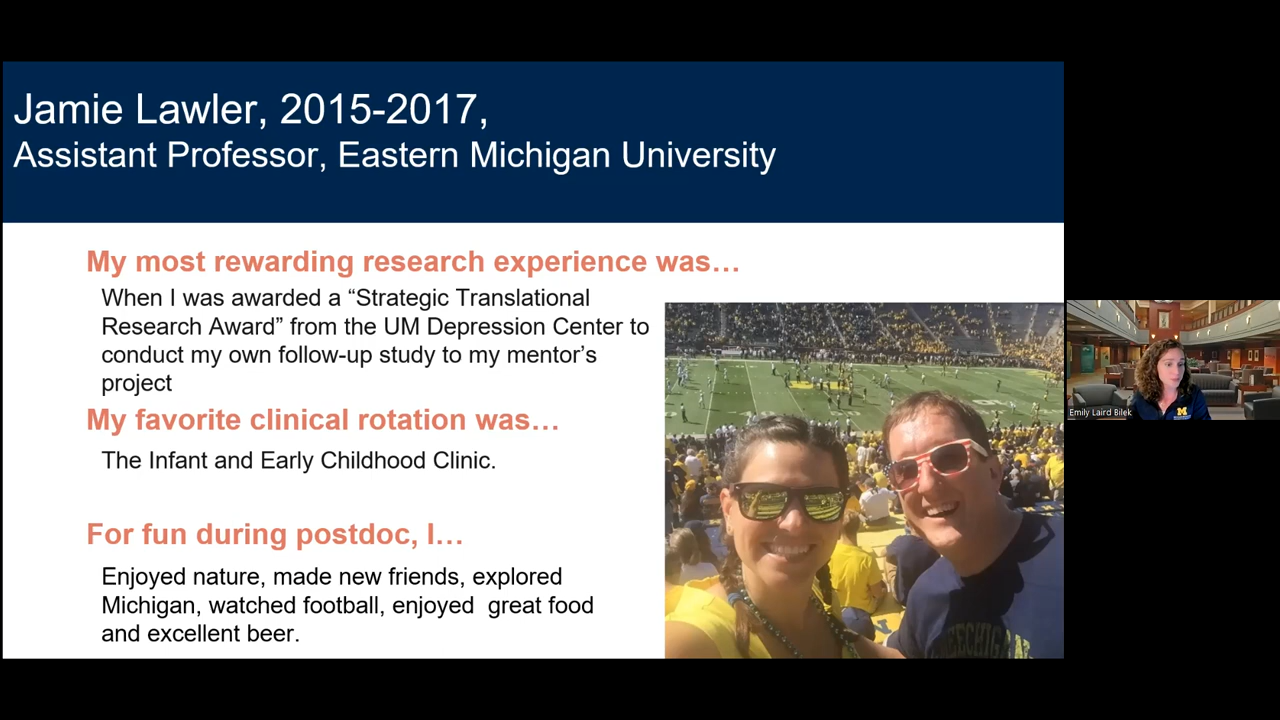 Jamie Lawler, 2015-2017,
Assistant Professor, Eastern Michigan University
My most rewarding research experience was…
When I was awarded a “Strategic Translational
Research Award” from the UM Depression Center to
conduct my own follow-up study to my mentor’s
project
My favorite clinical rotation was…
The Infant and Early Childhood Clinic.
For fun during postdoc, I…
Enjoyed nature, made new friends, explored
Michigan, watched football, enjoyed  great food
and excellent beer.
Emily Laird Bilek
M